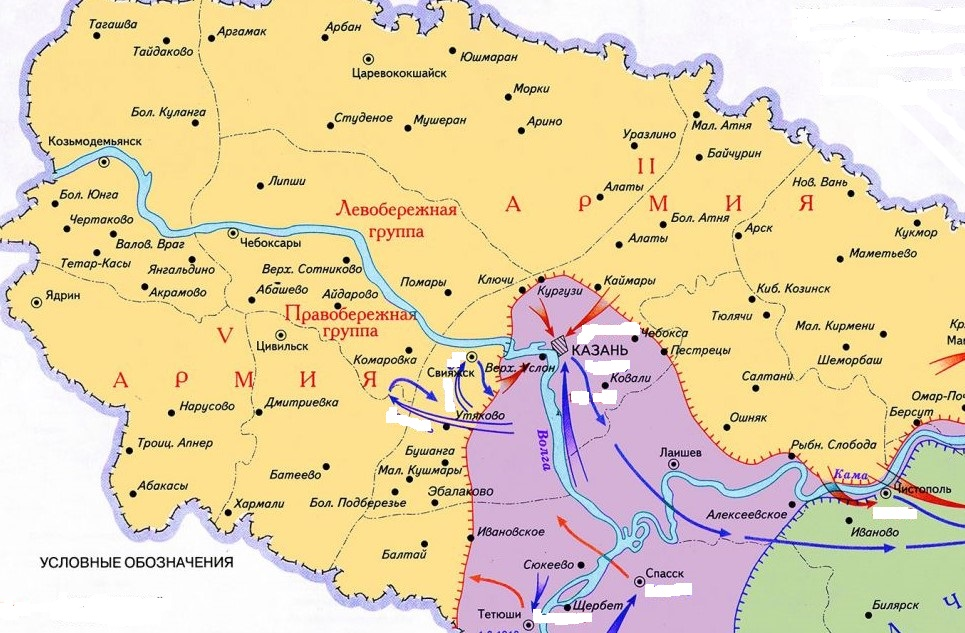 Тагашва
Тайдаково
Аргамак
Арбан
Царевококшайск
Юшмаран
Морки
Арино
Студеное
Мушеран
Бол. Куланга
Козьмодемьянск
Уразлино
Мал. Атня
Байчурин
II
Бол. Юнга
Липши
Алаты
Нов. Вань
Левобережная
группа
АРМИЯ
Чертаково
Валов. Враг
Чебоксары
Бол. Атня
Алаты
Арск
Кукмор
Тетар-Касы
Янгальдино
Верх. Сотниково
Маметьево
Ядрин
Акрамово
Абашево
Айдарово
Помары
Ключи
Кургузи
Каймары
Киб. Козинск
Тюлячи
Правобережная
группа
V
Цивильск
Комаровка
Свияжск
Верх. Услон
КАЗАНЬ
Чебокса
Пестрецы
Мал. Кирмени
Шеморбаш
АРМИЯ
Ковали
Салтани
Нарусово
Дмитриевка
Утяково
Ошняк
Берсут
Троиц. Апнер
Бушанга
Мал. Кушмары
Волга
Лаишев
Рыбн. Слобода
Кама
Чистополь
Абакасы
Батеево
Эбалаково
Хармали
Бол. Подберезье
Алексеевское
Иваново
Ивановское
Балтай
УСЛОВНЫЕ ОБОЗНАЧЕНИЯ
Сюкеево
Спасск
Щербет
Тетюши
Билярск